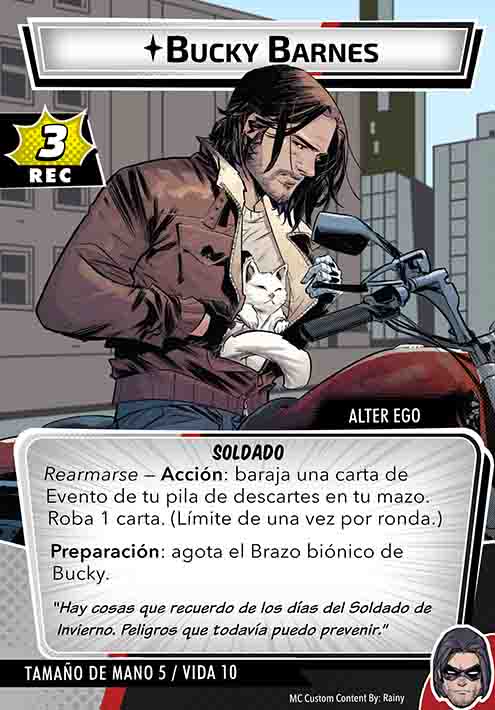 BUCKY BARNES
3
REC
ALTER EGO
SOLDADO
Rearmarse – Acción: baraja una carta de
Evento de tu pila de descartes en tu mazo.
Roba 1 carta. (Límite de una vez por ronda.)
Preparación: agota el Brazo biónico de
Bucky.
"Hay cosas que recuerdo de los días del Soldado de
Invierno. Peligros que todavía puedo prevenir."
TAMAÑO DE MANO 5 / VIDA 10
MC Custom Content By: Rainy